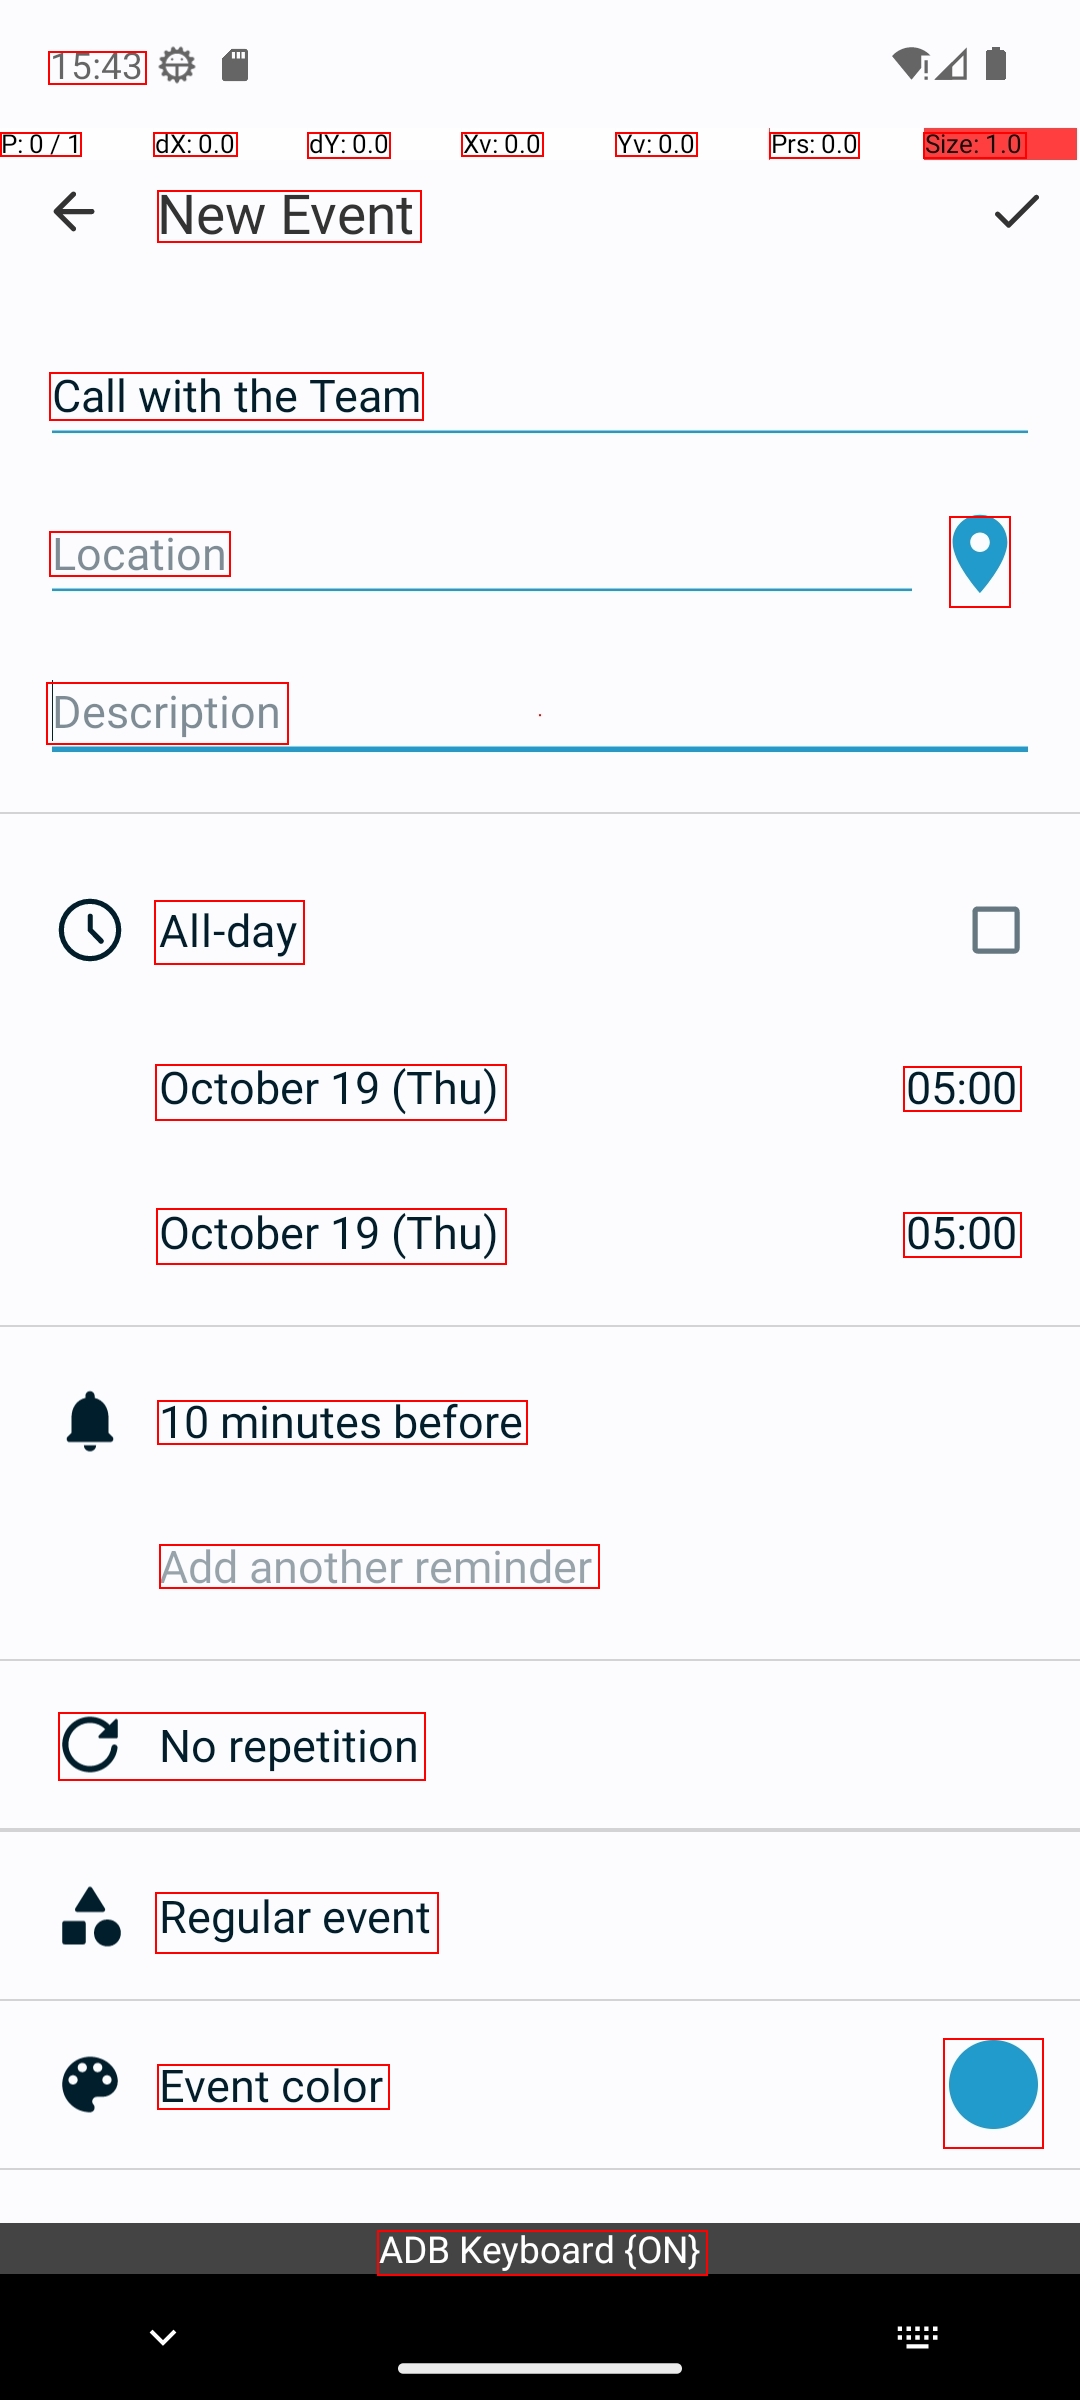 15:43
P: 0 / 1 dX: 0.0 dY: 0.0 Xv: 0.0 Yv: 0.0 Prs: 0.0 Size: 1.0
New Event
Call with the Team
Location
Description
All-day
October 19 (Thu) 05:00
October 19 (Thu) 05:00
10 minutes before
Add another reminder
No repetition
Regular event
Event color
ADB Keyboard {ON}